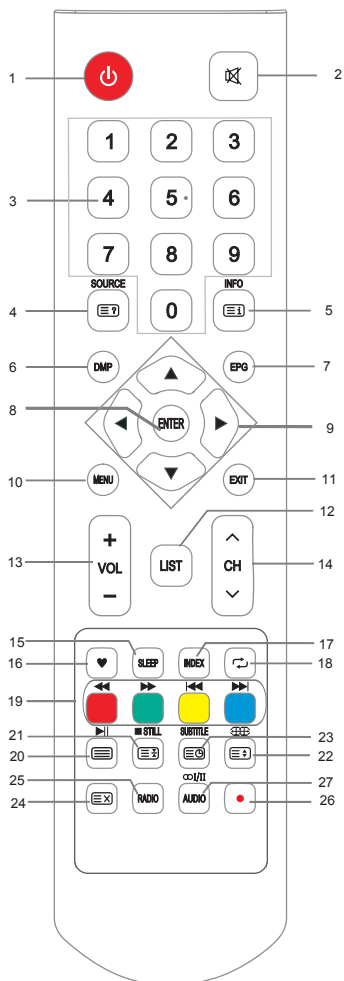 1
2
1 2 3
3
4 5 6
7 8 9
SOURCE INFO
4
? 0 i
5
6
DMP EPG
7
8
ENTER
9
10
MENU EXIT
11
12
13
+
VOL
−
LIST
CH
14
15
17
16
SLEEP INDEX
18
19
STILL SUBTITLE
21
23
20
22
25
I/II
27
24
RADIO AUDIO
26